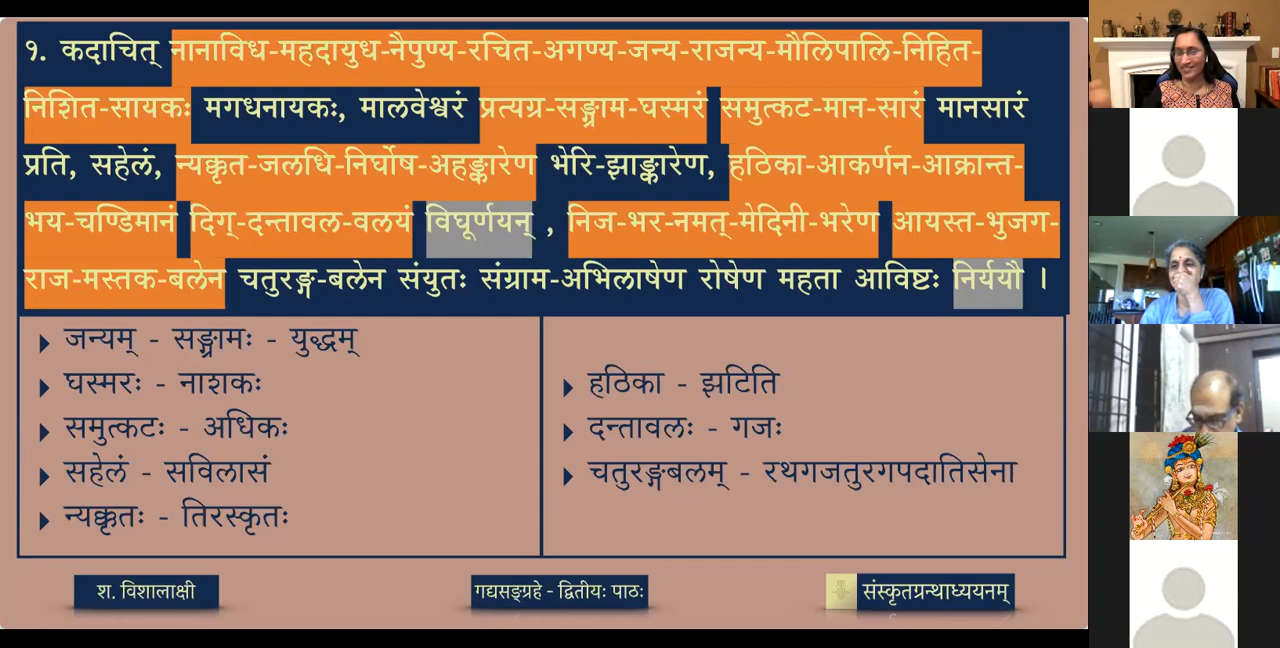 १. कदाचित् नानाविध-महदायुध-नैपुण्य-रचित-अगण्य-जन्य-राजन्य-मौलिपालि-निहित-
निशित-सायकः मगधनायकः, मालवेश्वरं प्रत्यग्र-सङ्ग्राम-घस्मरं समुत्कट-मान-सारं मानसारं
प्रति, सहेलं, न्यक्कृत-जलधि-निर्घोष-अहङ्कारेण भेरि-झाङ्कारेण, हठिका-आकर्णन-आक्रान्त-
भय-चण्डिमानं दिग्-दन्तावल-वलयं विघूर्णयन् , निज-भर-नमत्-मेदिनी-भरेण आयस्त-भुजग-
राज-मस्तक-बलेन चतुरङ्ग-बलेन संयुतः संग्राम-अभिलाषेण रोषेण महता आविष्टः निर्ययौ ।
जन्यम् - सङ्ग्रामः - युद्धम्
घस्मरः - नाशकः
समुत्कटः - अधिकः
सहेलं - सविलासं
न्यक्कृतः - तिरस्कृतः
हठिका - झटिति
दन्तावलः - गजः
चतुरङ्गबलम् - रथगजतुरगपदातिसेना
श. विशालाक्षी
गद्यसङ्ग्रहे - द्वितीयः पाठः
संस्कृतग्रन्थाध्ययनम्